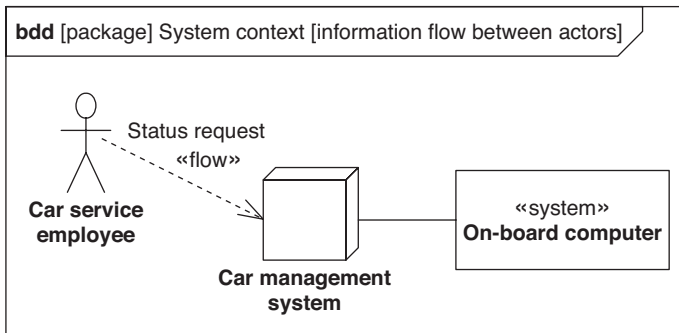 bdd [package] System context [information flow between actors]
Status request
«flow»
Car service
employee
Car management
system
«system»
On-board computer